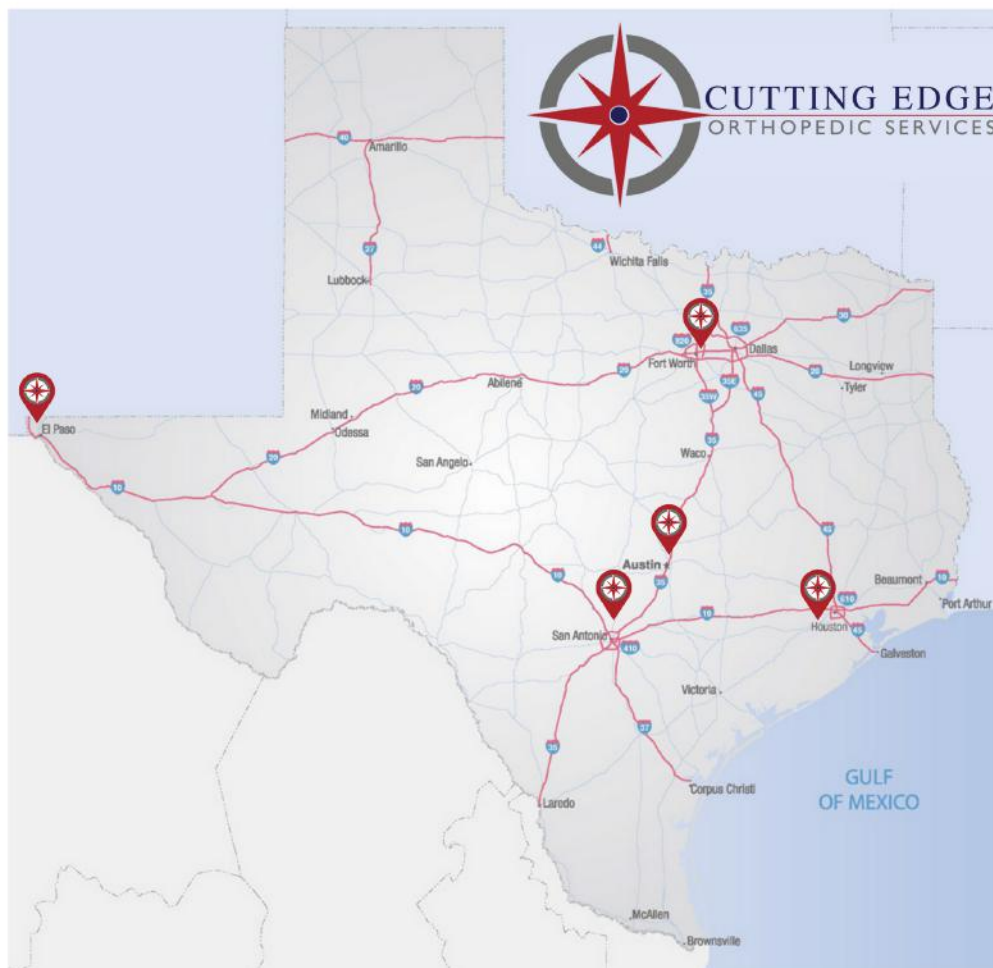 CUTTING EDGE
ORTHOPEDIC SERVICES
40
Amarillo
27
Lubbock
44
Wichita Falls
35
30
820
635
Dallas
Fort Worth
20
Longview
20
Tyler
35W
35E
45
20
Abilene
Midland
Odessa
El Paso
20
10
San Angelo
Waco
35
10
45
Austin
10
35
10
610
Beaumont
10
Port Arthur
Houston
45
Galveston
San Antonio
410
Victoria
35
37
Corpus Christi
Laredo
GULF
OF MEXICO
McAllen
Brownsville